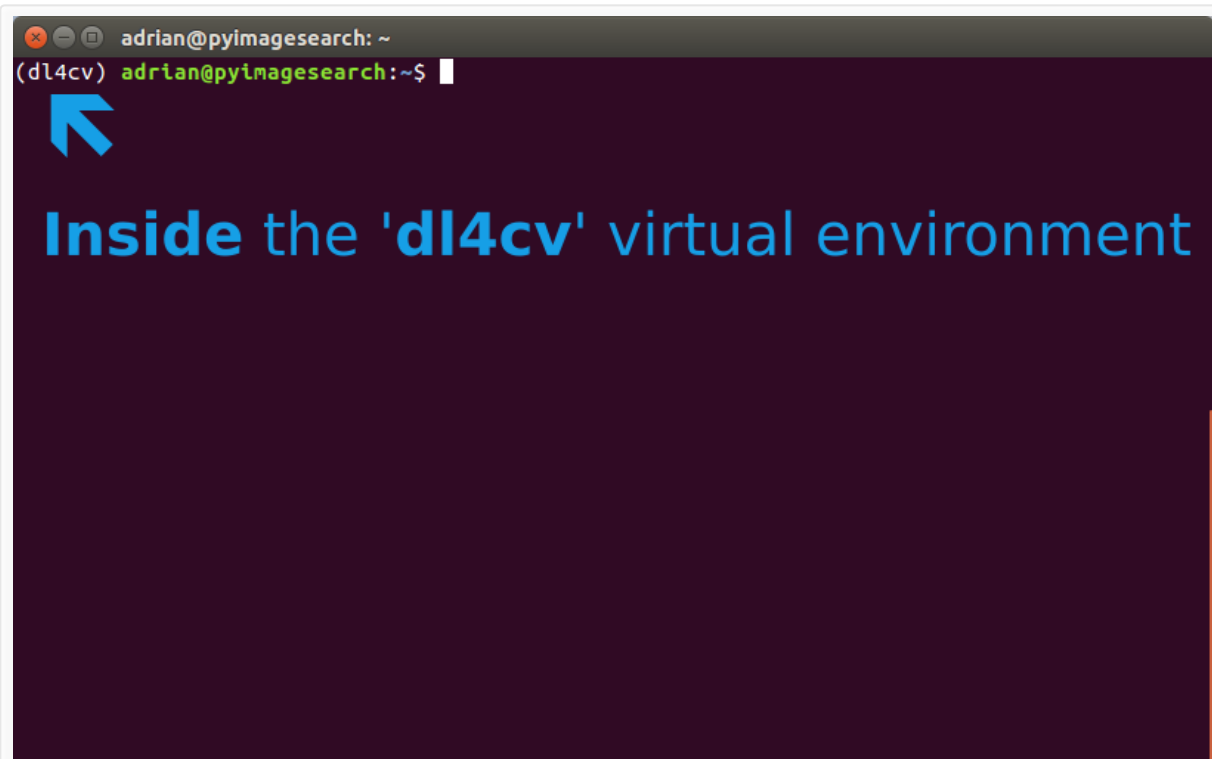 adrian@pyimagesearch: ~
(dl4cv) adrian@pyimagesearch:~$
Inside the 'dl4cv' virtual environment